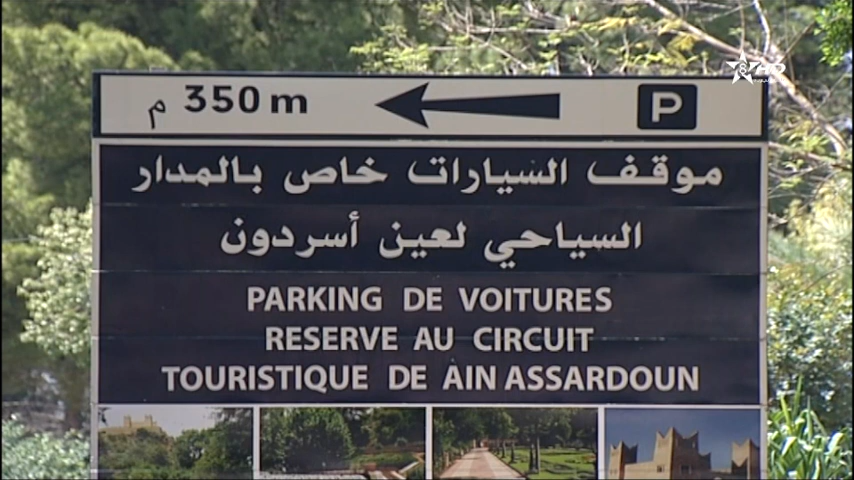 م 350 m P
موقف السيارات خاص بالمدار
السياحي لعين أسردون
PARKING DE VOITURES
RESERVE AU CIRCUIT
TOURISTIQUE DE AIN ASSARDOUN